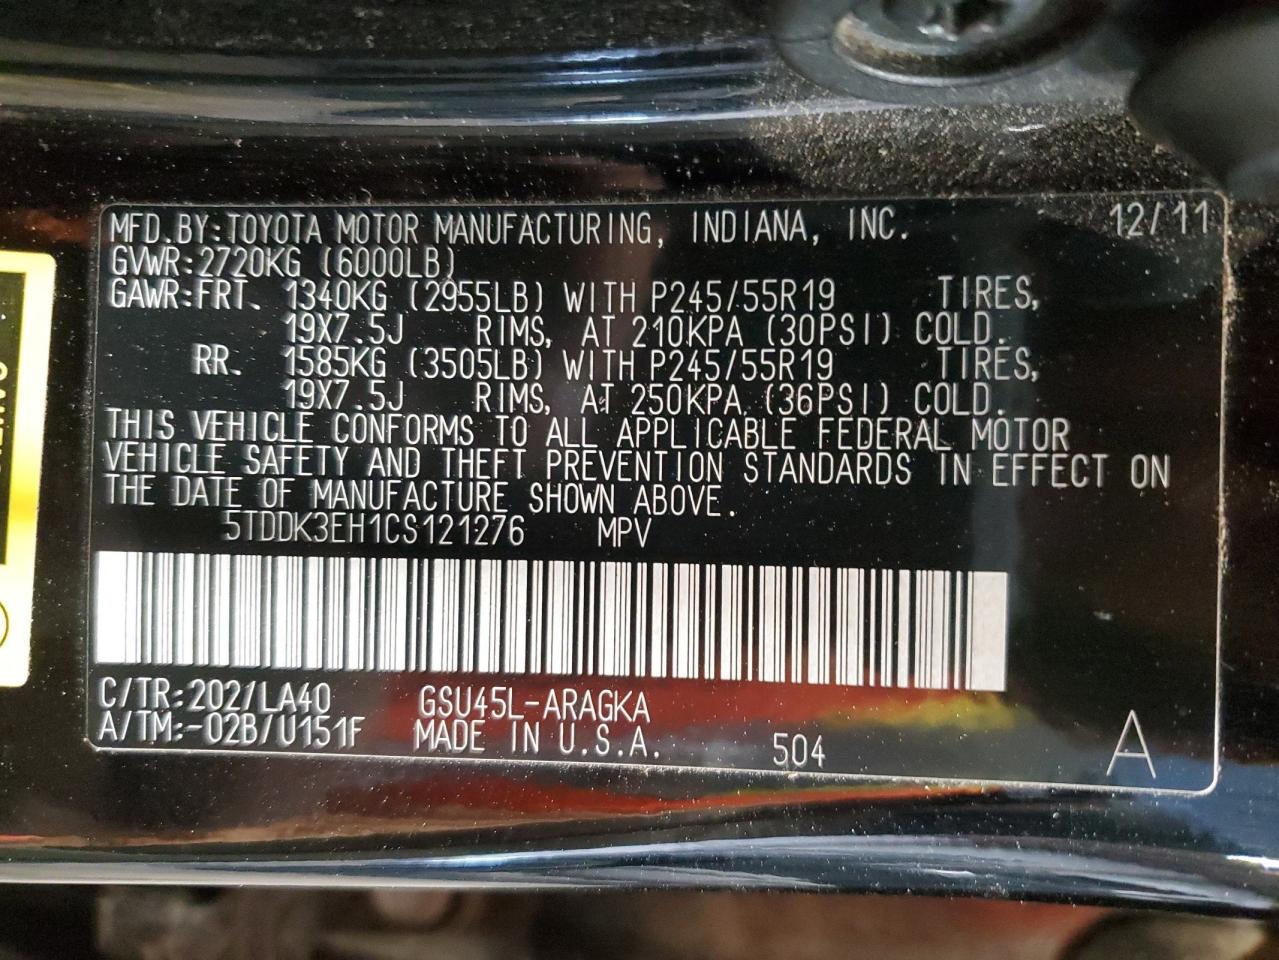 MFD.BY:TOYOTA MOTOR MANUFACTURING, INDIANA, INC. 12/11
GVWR:2720KG (6000LB)
GAWR:FRT. 1340KG (2955LB) WITH P245/55R19 TIRES,
19X7.5J RIMS, AT 210KPA (30PSI) COLD.
RR. 1585KG (3505LB) WITH P245/55R19 TIRES,
19X7.5J RIMS, AT 250KPA (36PSI) COLD.
THIS VEHICLE CONFORMS TO ALL APPLICABLE FEDERAL MOTOR
VEHICLE SAFETY AND THEFT PREVENTION STANDARDS IN EFFECT ON
THE DATE OF MANUFACTURE SHOWN ABOVE.
5TDDK3EH1CS121276 MPV
C/TR:202/LA40 GSU45L-ARAGKA
A/TM:-02B/U151F MADE IN U.S.A. 504 A